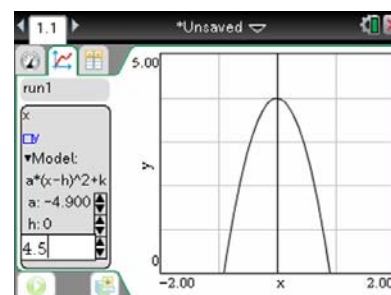 1.1 *Unsaved
5.00
run1
x
y
▼Model:
a*(x-h)^2+k
a: -4.900
h: 0
4.5
y
0
-2.00 x 2.00